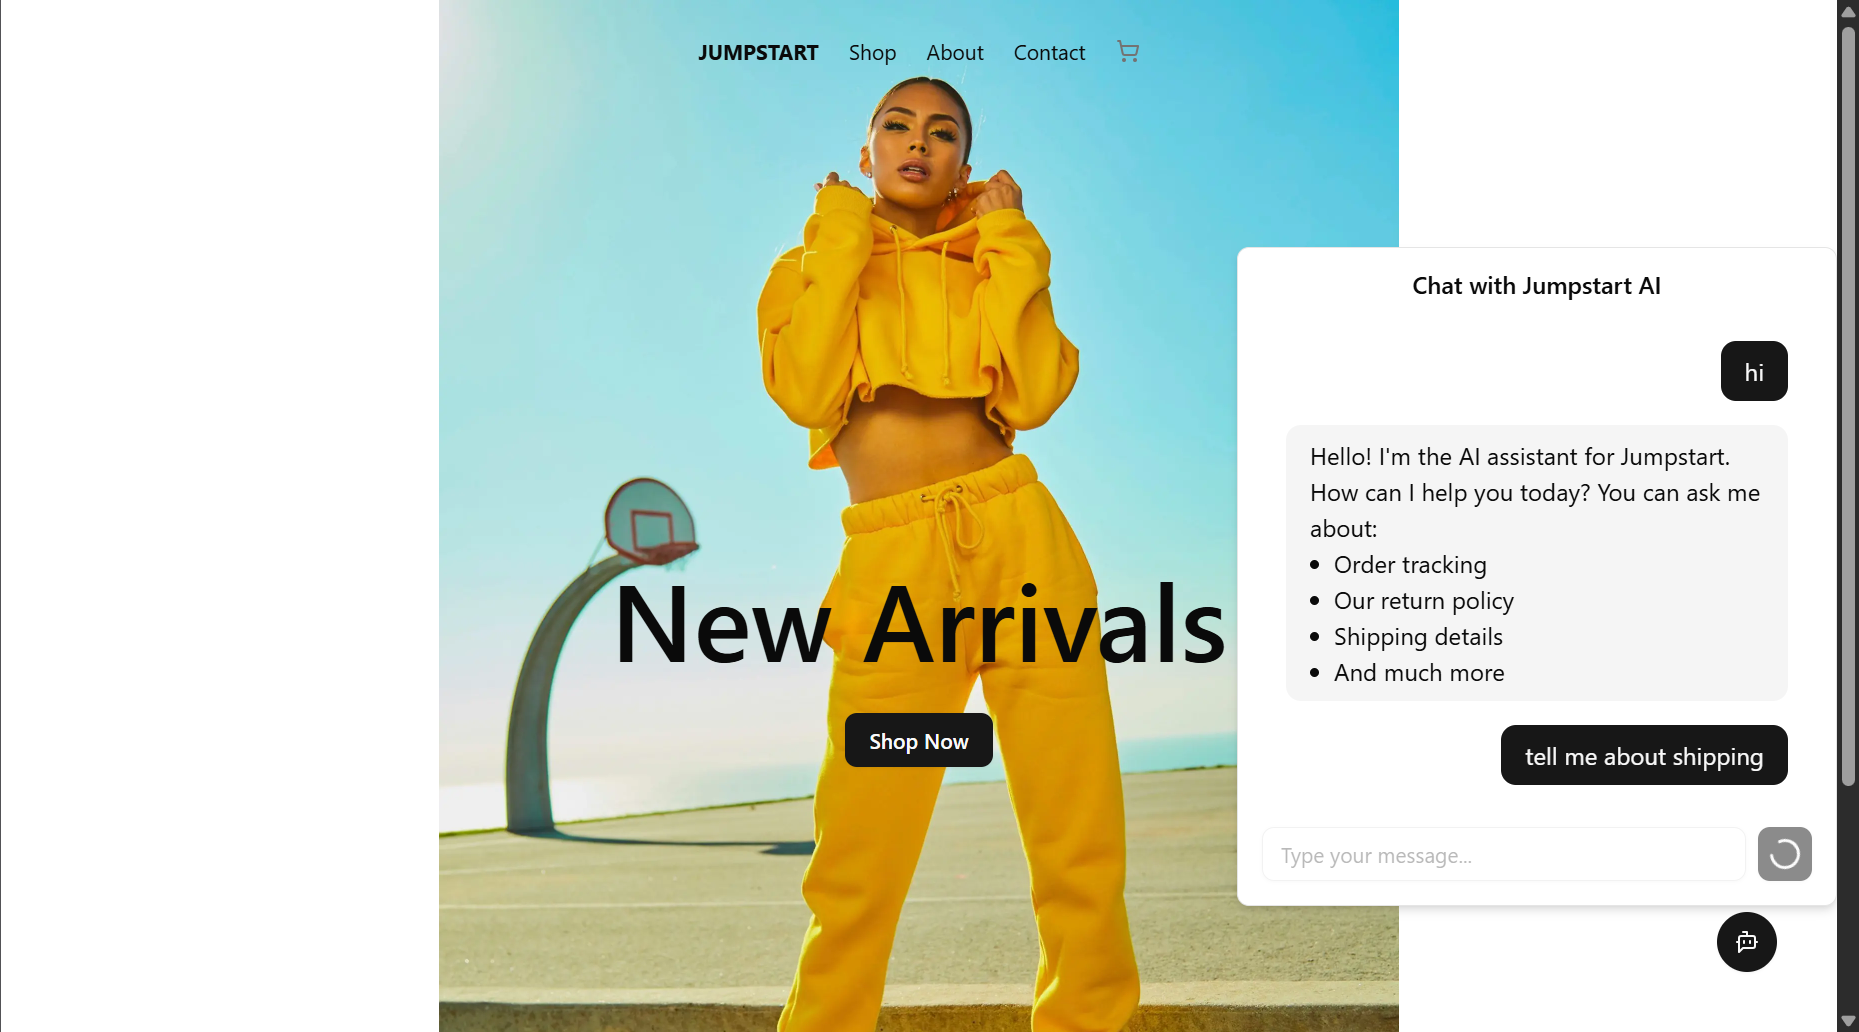 JUMPSTART Shop About Contact
New Arrivals
Shop Now
Chat with Jumpstart AI
hi
Hello! I'm the AI assistant for Jumpstart.
How can I help you today? You can ask me
about:
• Order tracking
• Our return policy
• Shipping details
• And much more
tell me about shipping
Type your message...